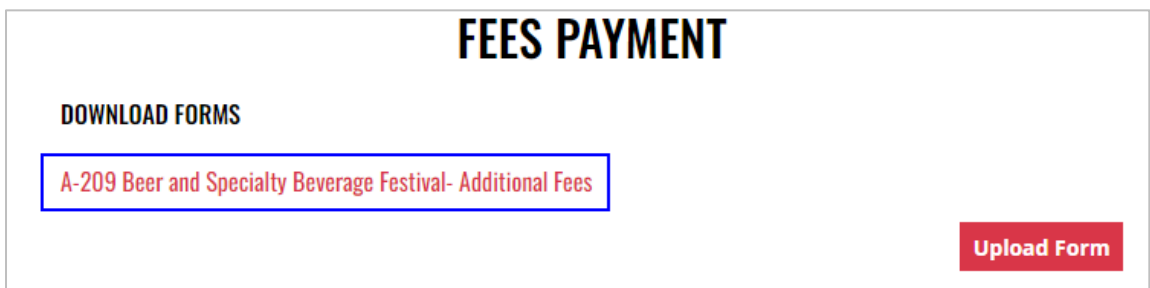 FEES PAYMENT
DOWNLOAD FORMS
A-209 Beer and Specialty Beverage Festival- Additional Fees
Upload Form